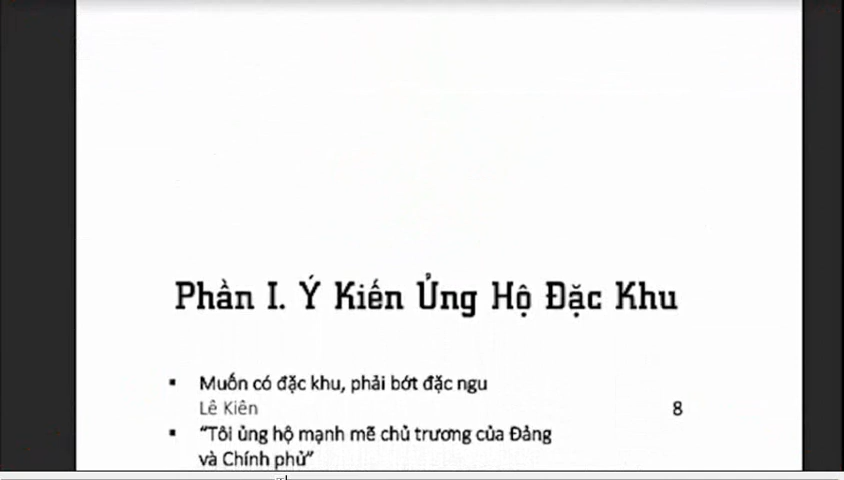 Phần I. Ý Kiến Ủng Hộ Đặc Khu
▪ Muốn có đặc khu, phải bớt đặc ngu
Lê Kiên 8
▪ “Tôi ủng hộ mạnh mẽ chủ trương của Đảng
và Chính phủ”